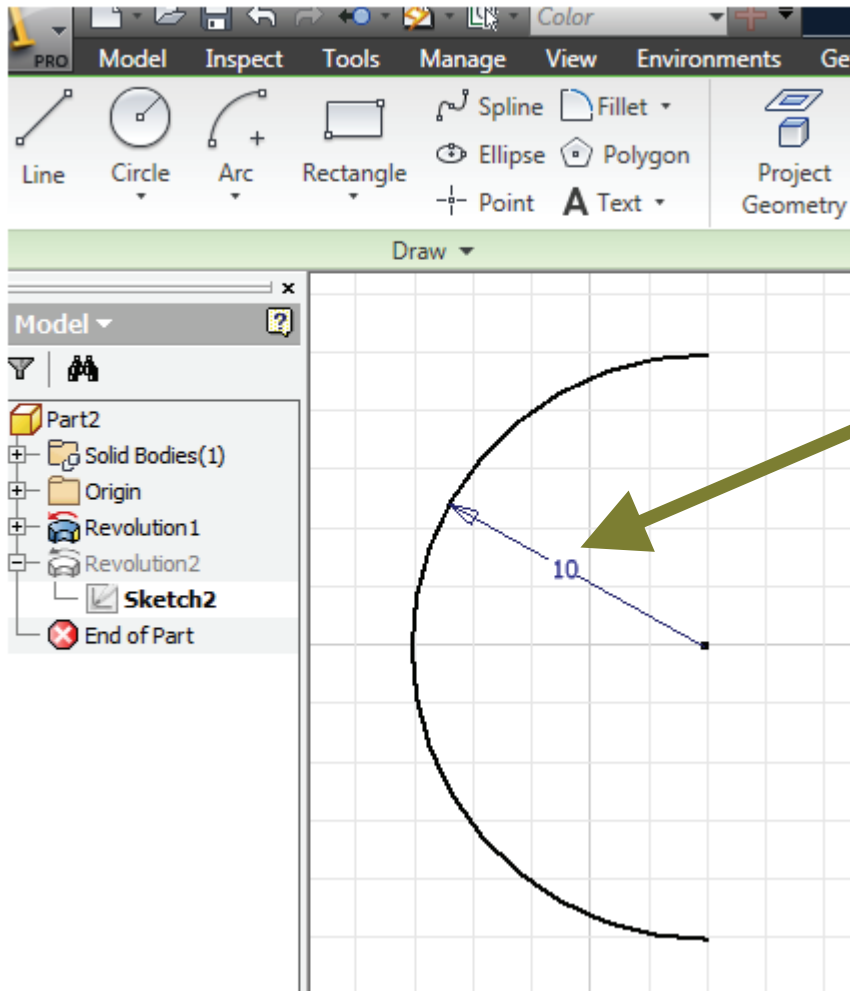 Color
PRO Model Inspect Tools Manage View Environments Ge
Line Circle Arc Rectangle
Spline Fillet
Ellipse Polygon
Point A Text
Project
Geometry
Draw
Model ?
Part2
Solid Bodies(1)
Origin
Revolution1
Revolution2
Sketch2
End of Part
10